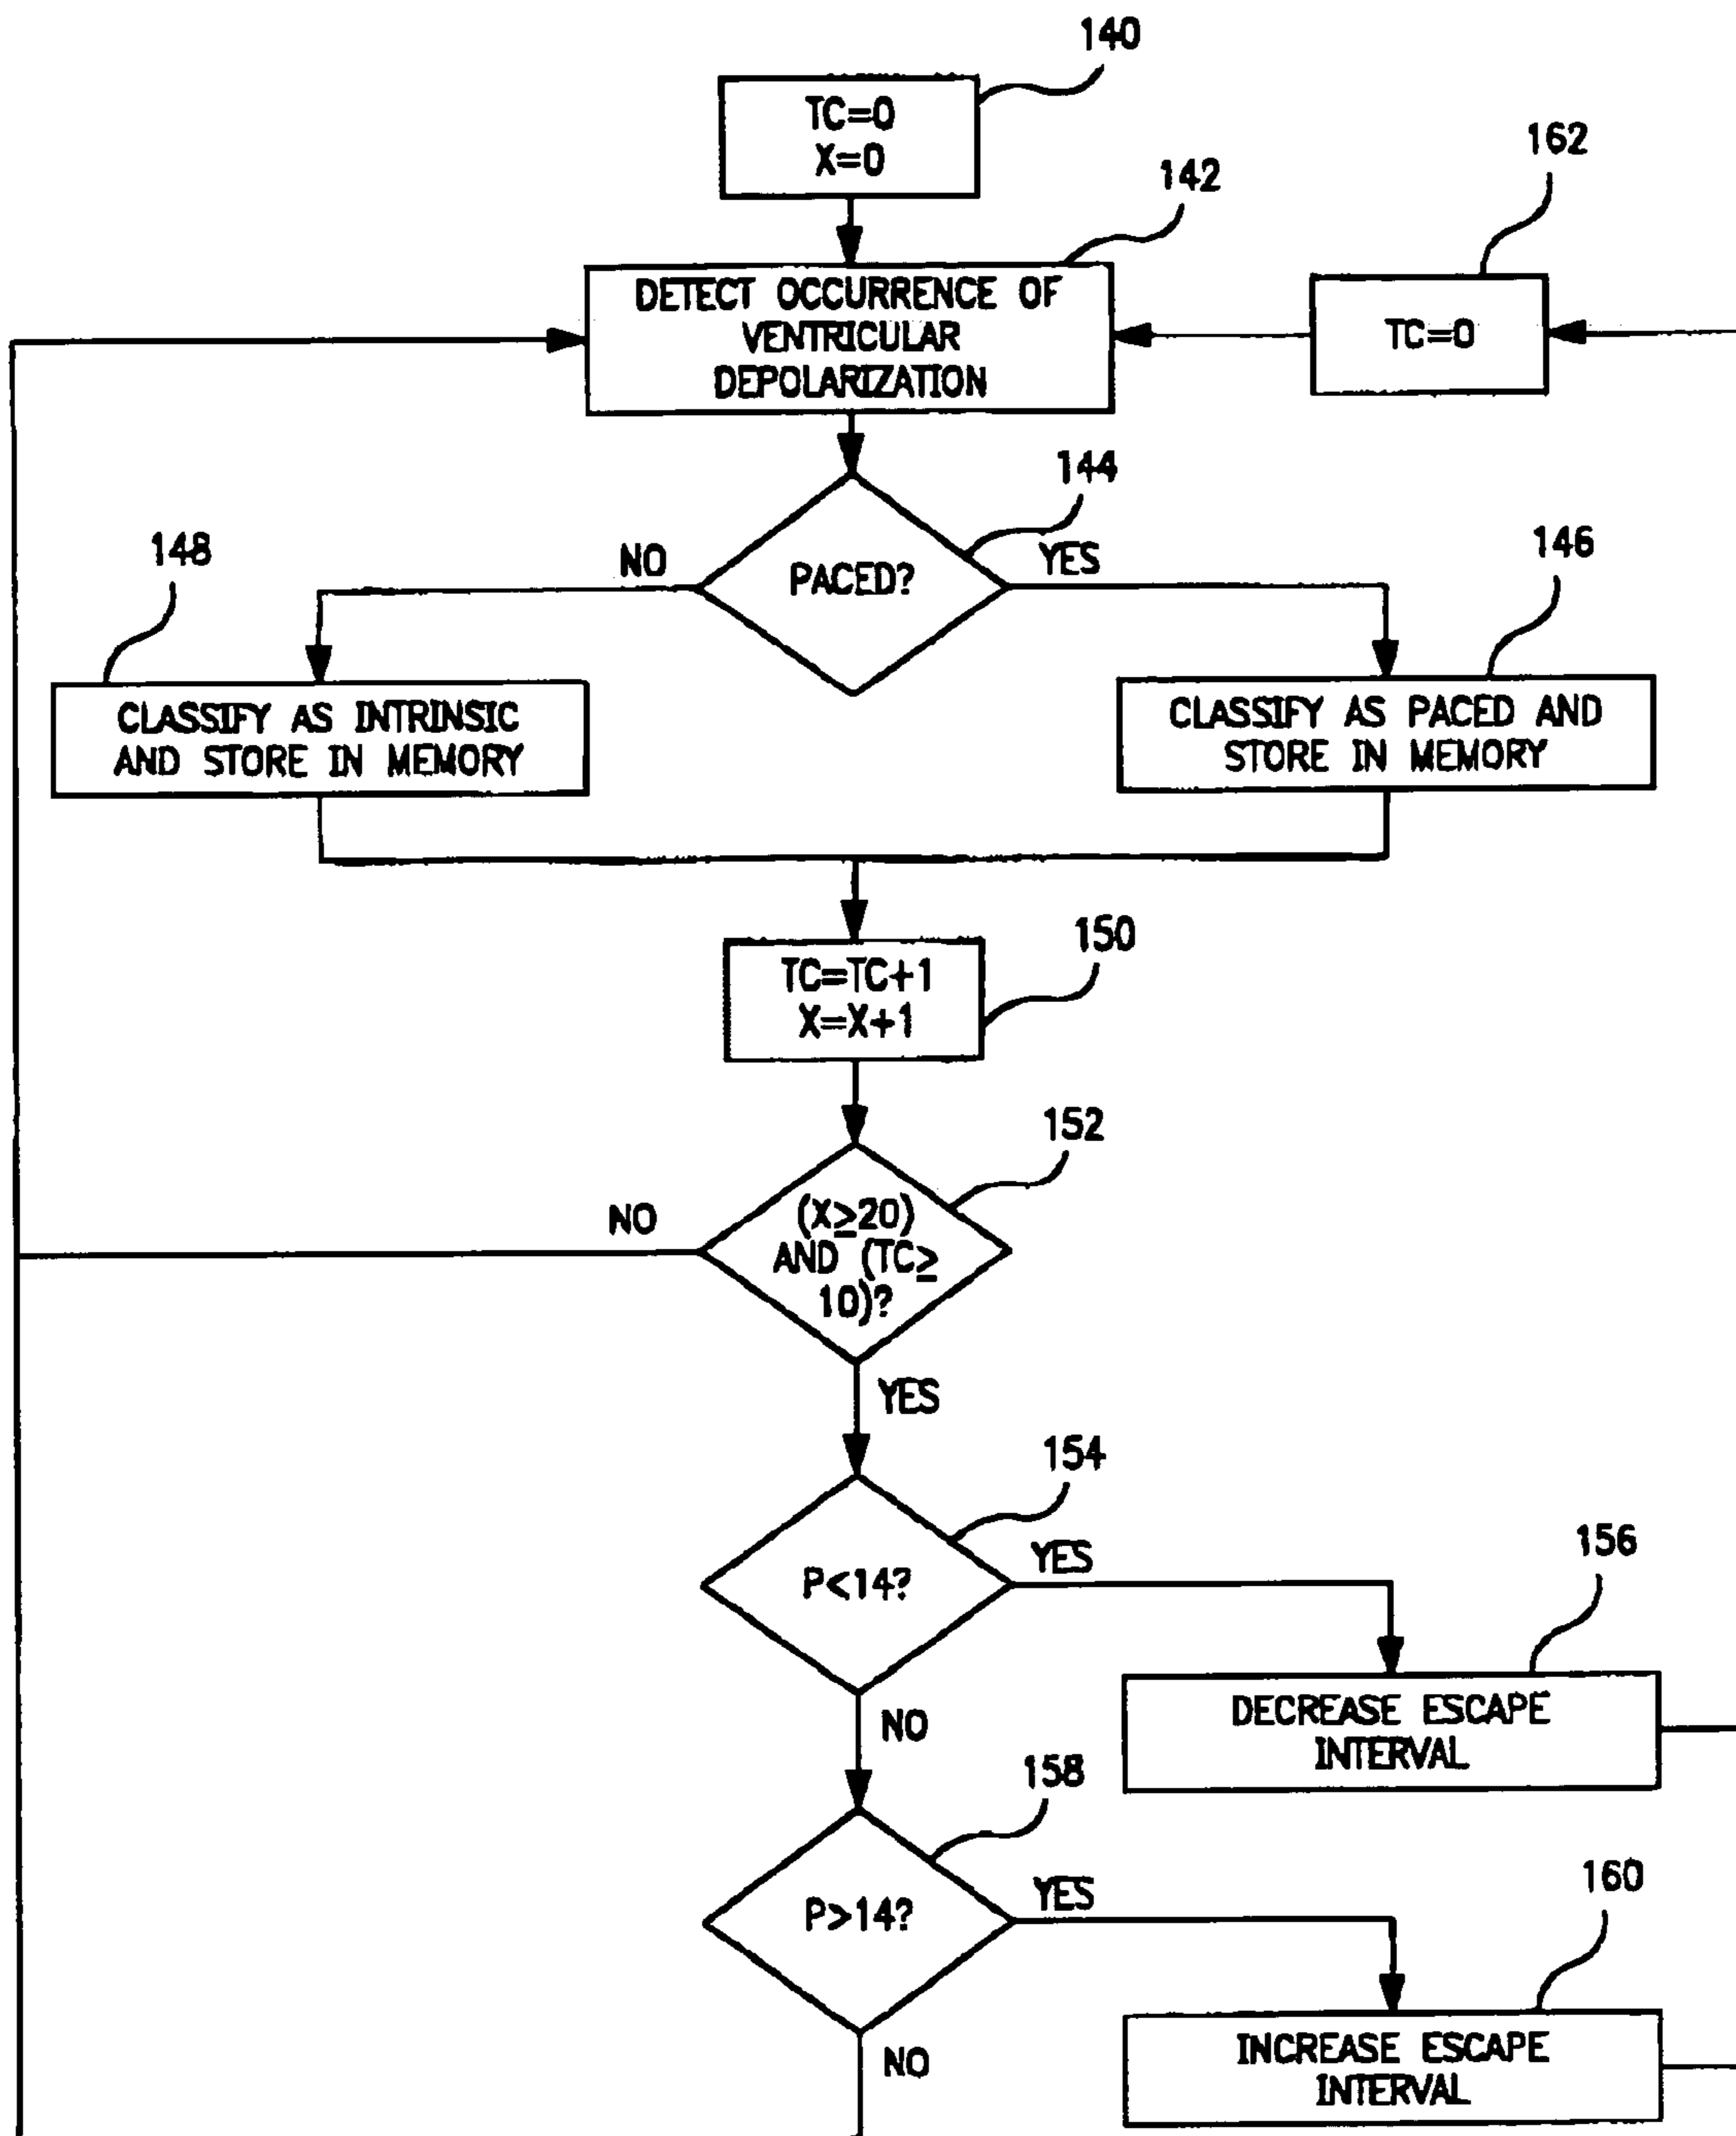 140
TC=0
X=0
162
142
DETECT OCCURRENCE OF
VENTRICULAR
DEPOLARIZATION
TC=0
144
148
NO
PACED?
YES
146
CLASSIFY AS INTRINSIC
AND STORE IN MEMORY
CLASSIFY AS PACED AND
STORE IN MEMORY
150
TC=TC+1
X=X+1
152
NO
(X≥20)
AND (TC≥
10)?
YES
154
P<14?
YES
156
DECREASE ESCAPE
INTERVAL
NO
158
P>14?
YES
160
INCREASE ESCAPE
INTERVAL
NO